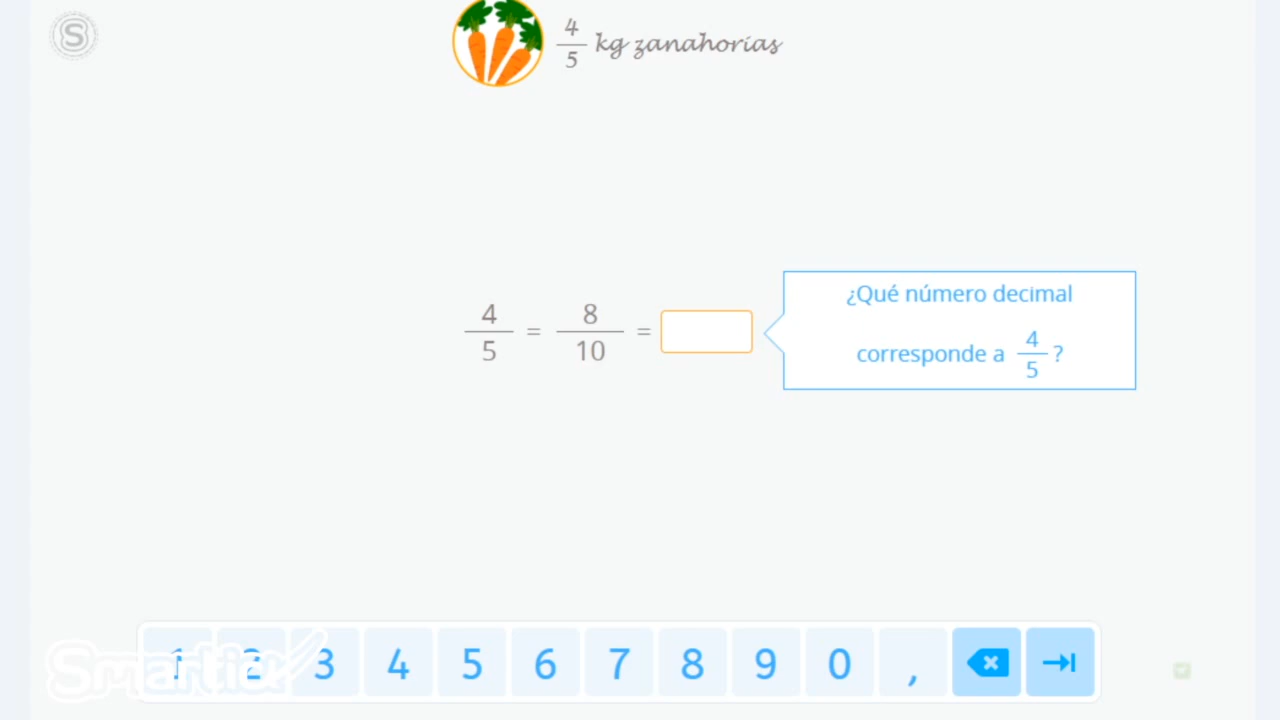 S
4/5 kg zanahorias
4/5 = 8/10 =
¿Qué número decimal
corresponde a 4/5 ?
1 2 3 4 5 6 7 8 9 0 ,
Smartick